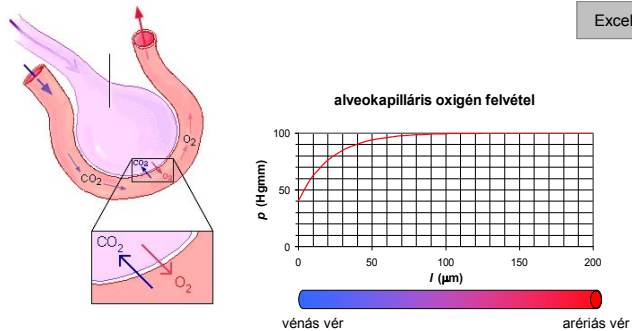 Excel
CO2
O2
O2
CO2
CO2
O2
alveokapilláris oxigén felvétel
100
50
0
p (Hgmm)
0 50 100 150 200
l (µm)
vénás vér
arériás vér